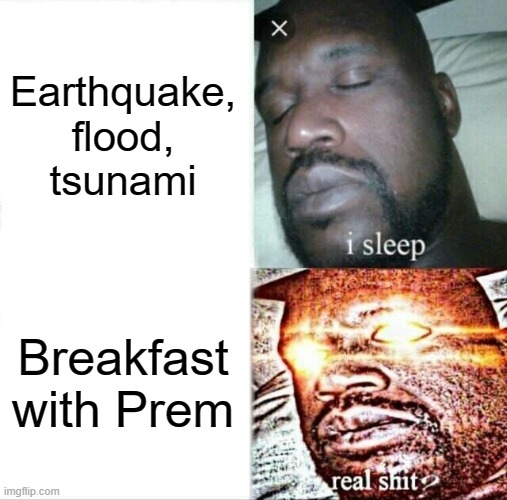 Earthquake,
flood,
tsunami
i sleep
Breakfast
with Prem
real shit?
imgflip.com